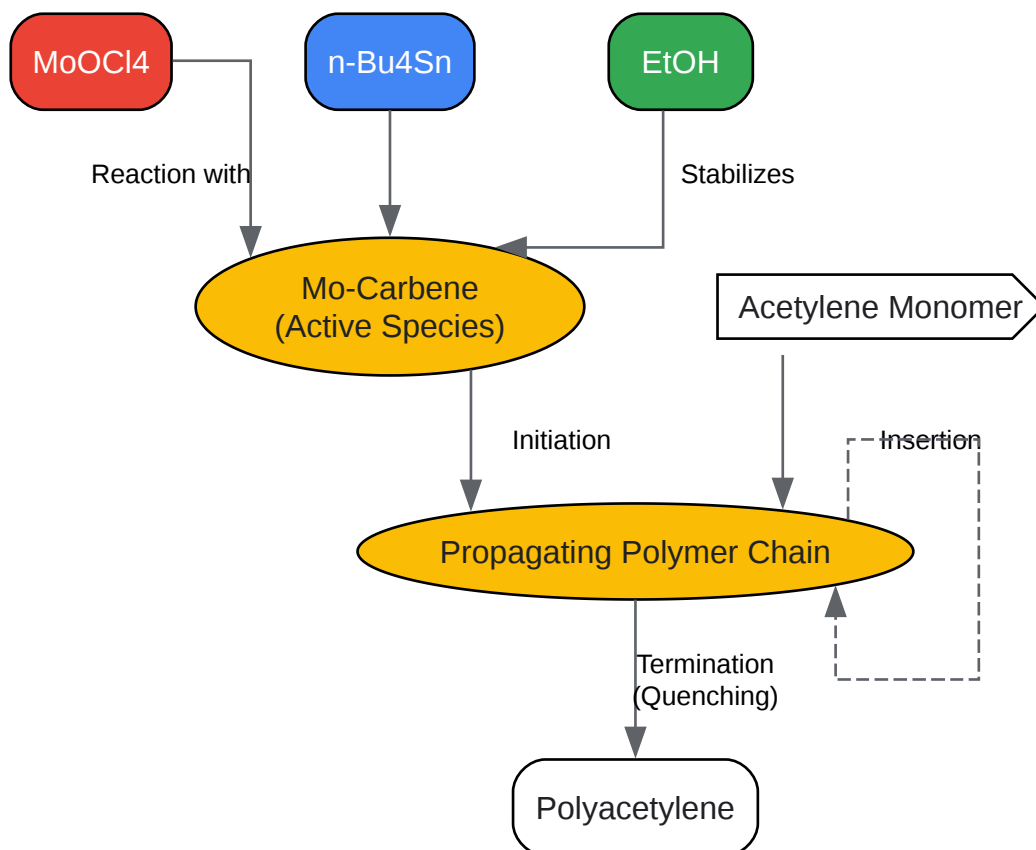 MoOCl4
n-Bu4Sn
EtOH
Reaction with
Stabilizes
Mo-Carbene
(Active Species)
Acetylene Monomer
Initiation
Insertion
Propagating Polymer Chain
Termination
(Quenching)
Polyacetylene